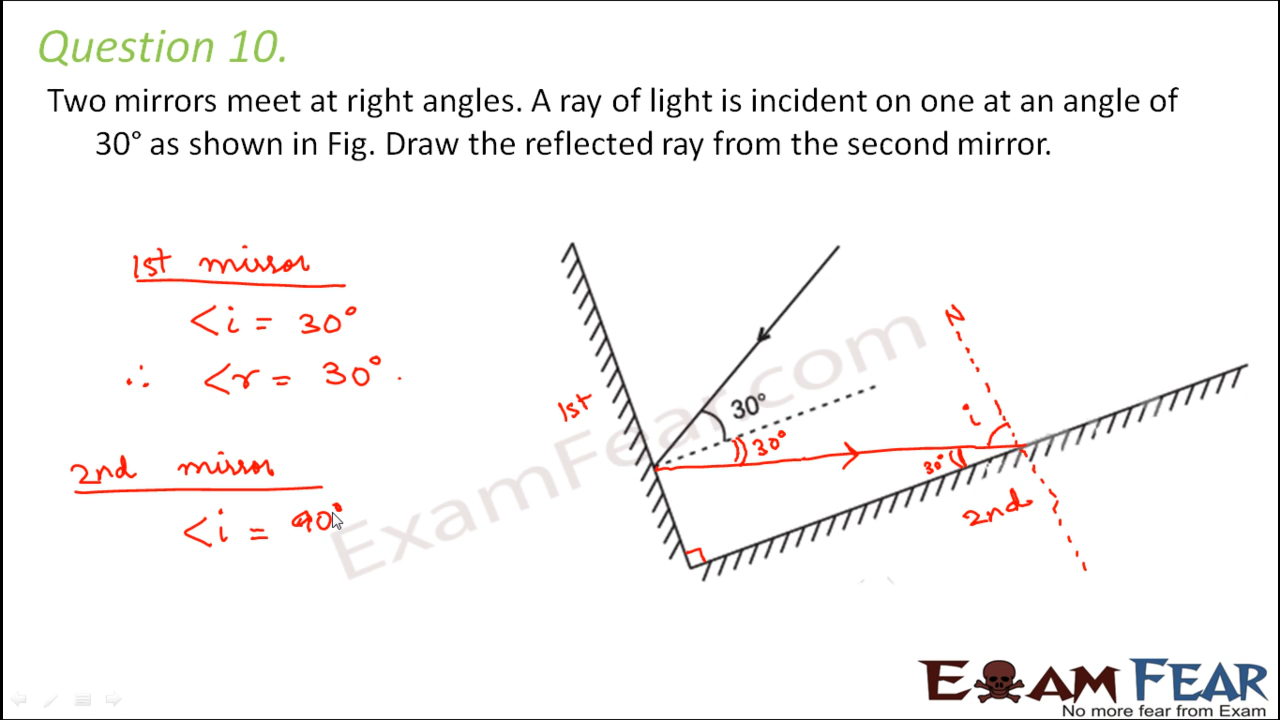 Question 10.
Two mirrors meet at right angles. A ray of light is incident on one at an angle of
30° as shown in Fig. Draw the reflected ray from the second mirror.
1st mirror
<i = 30°
∴ <r = 30°.
2nd mirror
<i = 90°
1st
30°
30°
N
i
30°
2nd
ExamFear.com
EXAMFEAR
No more fear from Exam